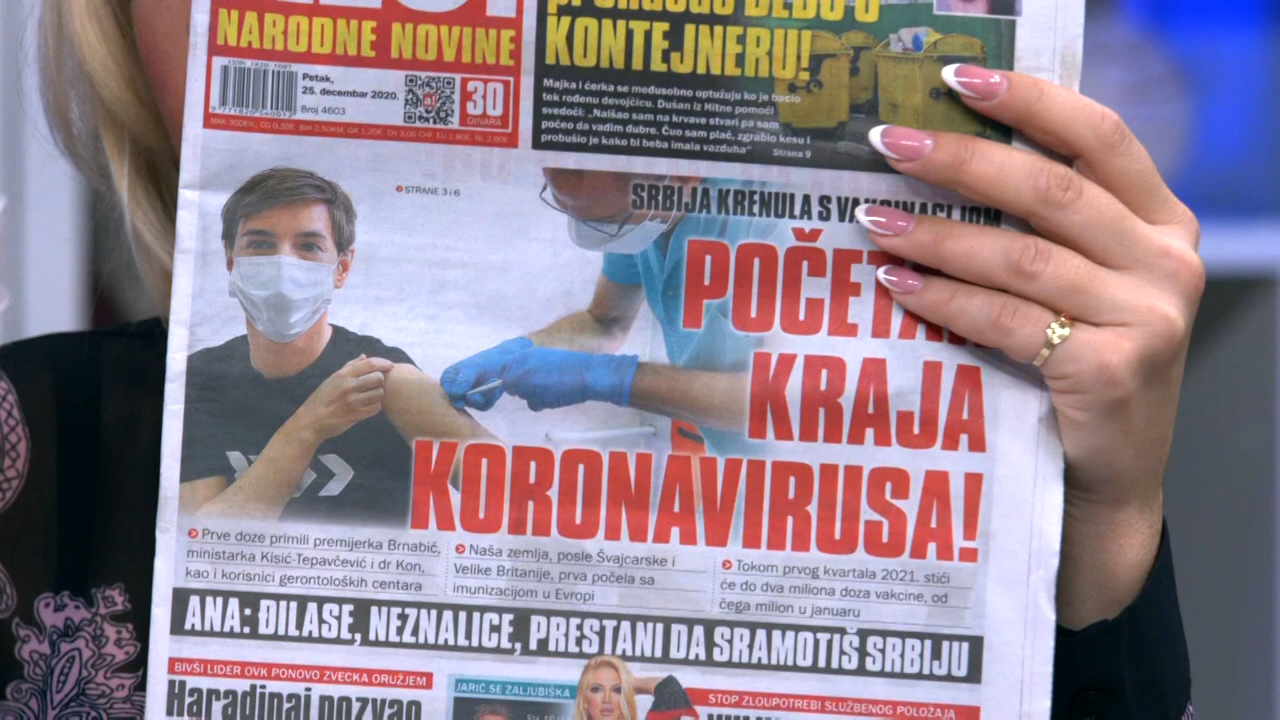 NARODNE NOVINE
KONTEJNERU!
Petak,
25. decembar 2020.
Broj 4603
30
DINARA
Majka i ćerka se međusobno optužuju ko je bacio
tek rođenu devojčicu. Dušan iz Hitne pomoći
svedoči: „Naišao sam na krvave stvari pa sam
počeo da vadim đubre. Čuo sam plač, zgrabio kesu i
probušio je kako bi beba imala vazduha“
Strana 9
STRANE 3 i 6
SRBIJA KRENULA S
POČET
KRAJA
KORONAVIRUSA!
Prve doze primili premijerka Brnabić,
ministarka Kisić-Tepavčević i dr Kon,
kao i korisnici gerontoloških centara
Naša zemlja, posle Švajcarske i
Velike Britanije, prva počela sa
imunizacijom u Evropi
Tokom prvog kvartala 2021. stići
će do dva miliona doza vakcine, od
čega milion u januaru
ANA: ĐILASE, NEZNALICE, PRESTANI DA SRAMOTIŠ SRBIJU
BIVŠI LIDER OVK PONOVO ZVECKA ORUŽJEM
Haradinaj pozvao
JARIĆ SE ZALJUBIŠKA
STOP ZLOUPOTREBI SLUŽBENOG POLOŽAJA